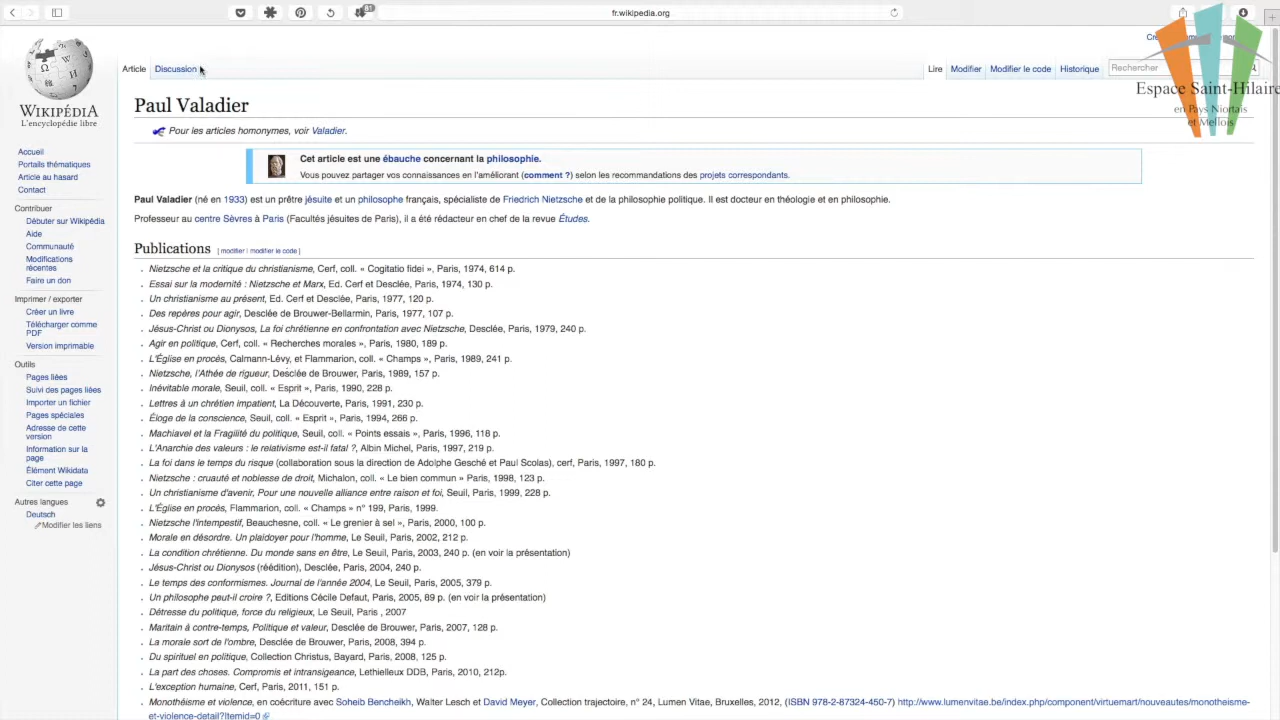 fr.wikipedia.org
Article Discussion Lire Modifier Modifier le code Historique Rechercher
Espace Saint-Hilaire
en Pays Niortais
et Mellois
WIKIPÉDIA
L'encyclopédie libre
Accueil
Portails thématiques
Article au hasard
Contact
Contribuer
Débuter sur Wikipédia
Aide
Communauté
Modifications
récentes
Faire un don
Imprimer / exporter
Créer un livre
Télécharger comme
PDF
Version imprimable
Outils
Pages liées
Suivi des pages liées
Importer un fichier
Pages spéciales
Adresse de cette
version
Information sur la
page
Élément Wikidata
Citer cette page
Autres langues
Deutsch
Modifier les liens
Paul Valadier
Pour les articles homonymes, voir Valadier.
Cet article est une ébauche concernant la philosophie.
Vous pouvez partager vos connaissances en l'améliorant (comment ?) selon les recommandations des projets correspondants.
Paul Valadier (né en 1933) est un prêtre jésuite et un philosophe français, spécialiste de Friedrich Nietzsche et de la philosophie politique. Il est docteur en théologie et en philosophie.
Professeur au centre Sèvres à Paris (Facultés jésuites de Paris), il a été rédacteur en chef de la revue Études.
Publications [ modifier | modifier le code ]
Nietzsche et la critique du christianisme, Cerf, coll. « Cogitatio fidei », Paris, 1974, 614 p.
Essai sur la modernité : Nietzsche et Marx, Ed. Cerf et Desclée, Paris, 1974, 130 p.
Un christianisme au présent, Ed. Cerf et Desclée, Paris, 1977, 120 p.
Des repères pour agir, Desclée de Brouwer-Bellarmin, Paris, 1977, 107 p.
Jésus-Christ ou Dionysos, La foi chrétienne en confrontation avec Nietzsche, Desclée, Paris, 1979, 240 p.
Agir en politique, Cerf, coll. « Recherches morales », Paris, 1980, 189 p.
L'Église en procès, Calmann-Lévy, et Flammarion, coll. « Champs », Paris, 1989, 241 p.
Nietzsche, l'Athée de rigueur, Desclée de Brouwer, Paris, 1989, 157 p.
Inévitable morale, Seuil, coll. « Esprit », Paris, 1990, 228 p.
Lettres à un chrétien impatient, La Découverte, Paris, 1991, 230 p.
Éloge de la conscience, Seuil, coll. « Esprit », Paris, 1994, 266 p.
Machiavel et la Fragilité du politique, Seuil, coll. « Points essais », Paris, 1996, 118 p.
L'Anarchie des valeurs : le relativisme est-il fatal ?, Albin Michel, Paris, 1997, 219 p.
La foi dans le temps du risque (collaboration sous la direction de Adolphe Gesché et Paul Scolas), cerf, Paris, 1997, 180 p.
Nietzsche : cruauté et noblesse de droit, Michalon, coll. « Le bien commun » Paris, 1998, 123 p.
Un christianisme d'avenir, Pour une nouvelle alliance entre raison et foi, Seuil, Paris, 1999, 228 p.
L'Église en procès, Flammarion, coll. « Champs » n° 199, Paris, 1999.
Nietzsche l'intempestif, Beauchesne, coll. « Le grenier à sel », Paris, 2000, 100 p.
Morale en désordre. Un plaidoyer pour l'homme, Le Seuil, Paris, 2002, 212 p.
La condition chrétienne. Du monde sans en être, Le Seuil, Paris, 2003, 240 p. (en voir la présentation)
Jésus-Christ ou Dionysos (réédition), Desclée, Paris, 2004, 240 p.
Le temps des conformismes. Journal de l'année 2004, Le Seuil, Paris, 2005, 379 p.
Un philosophe peut-il croire ?, Editions Cécile Defaut, Paris, 2005, 89 p. (en voir la présentation)
Détresse du politique, force du religieux, Le Seuil, Paris , 2007
Maritain à contre-temps, Politique et valeur, Desclée de Brouwer, Paris, 2007, 128 p.
La morale sort de l'ombre, Desclée de Brouwer, Paris, 2008, 394 p.
Du spirituel en politique, Collection Christus, Bayard, Paris, 2008, 125 p.
La part des choses. Compromis et intransigeance, Lethielleux DDB, Paris, 2010, 212p.
L'exception humaine, Cerf, Paris, 2011, 151 p.
Monothéisme et violence, en coécriture avec Soheib Bencheikh, Walter Lesch et David Meyer, Collection trajectoire, n° 24, Lumen Vitae, Bruxelles, 2012, (ISBN 978-2-87324-450-7) http://www.lumenvitae.be/index.php/component/virtuemart/nouveautes/monotheisme-
et-violence-detail?Itemid=0